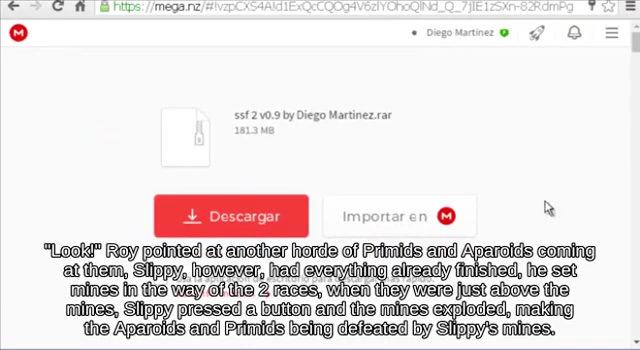 https://mega.nz/#!vzpCXS4A!d1ExQcCQOg4V6zlYOhoQlNd_Q_7jIE1zSXn-82RdmPg
M
Diego Martinez
ssf 2 v0.9 by Diego Martinez.rar
181.3 MB
Descargar
Importar en M
"Look!" Roy pointed at another horde of Primids and Aparoids coming
at them, Slippy, however, had everything already finished, he set
mines in the way of the 2 races, when they were just above the
mines, Slippy pressed a button and the mines exploded, making
the Aparoids and Primids being defeated by Slippy's mines.